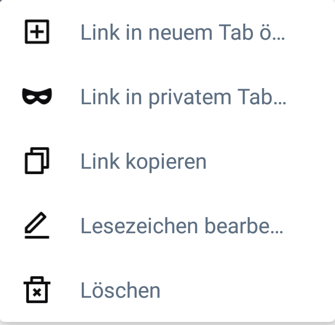 Link in neuem Tab ö…
Link in privatem Tab…
Link kopieren
Lesezeichen bearbe…
Löschen